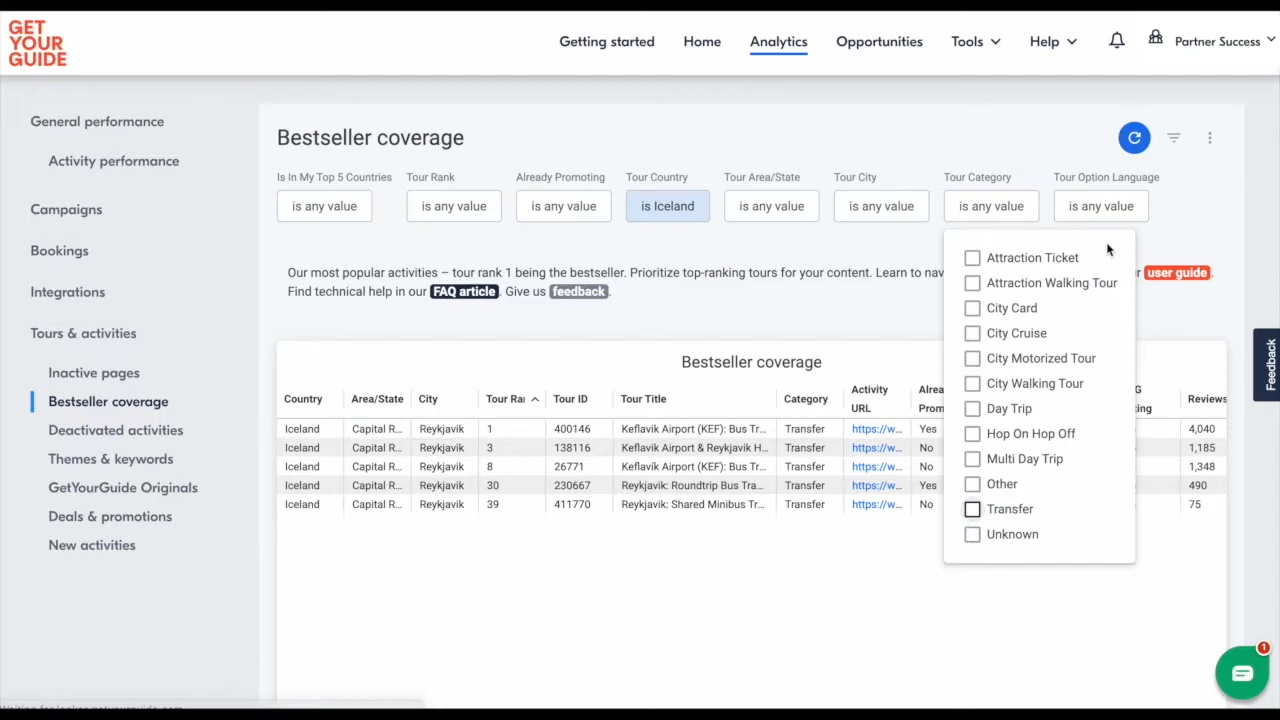 GET
YOUR
GUIDE
Getting started
Home
Analytics
Opportunities
Tools
Help
Partner Success
General performance
Activity performance
Campaigns
Bookings
Integrations
Tours & activities
Inactive pages
Bestseller coverage
Deactivated activities
Themes & keywords
GetYourGuide Originals
Deals & promotions
New activities
Bestseller coverage
Is In My Top 5 Countries
Tour Rank
Already Promoting
Tour Country
Tour Area/State
Tour City
Tour Category
Tour Option Language
is any value
is any value
is any value
is Iceland
is any value
is any value
is any value
is any value
Our most popular activities – tour rank 1 being the bestseller. Prioritize top-ranking tours for your content. Learn to nav
user guide.
Find technical help in our FAQ article. Give us feedback.
Attraction Ticket
Attraction Walking Tour
City Card
City Cruise
City Motorized Tour
City Walking Tour
Day Trip
Hop On Hop Off
Multi Day Trip
Other
Transfer
Unknown
Bestseller coverage
Country Area/State City Tour Ra Tour ID Tour Title Category Activity URL Alrea Prom G ing Reviews
Iceland Capital R... Reykjavik 1 400146 Keflavik Airport (KEF): Bus Tr... Transfer https://w... Yes 4,040
Iceland Capital R... Reykjavik 3 138116 Keflavik Airport & Reykjavik H... Transfer https://w... No 1,185
Iceland Capital R... Reykjavik 8 26771 Keflavik Airport (KEF): Bus Tr... Transfer https://w... No 1,348
Iceland Capital R... Reykjavik 30 230667 Reykjavik: Roundtrip Bus Tra... Transfer https://w... Yes 490
Iceland Capital R... Reykjavik 39 411770 Reykjavik: Shared Minibus Tr... Transfer https://w... No 75
Feedback
1